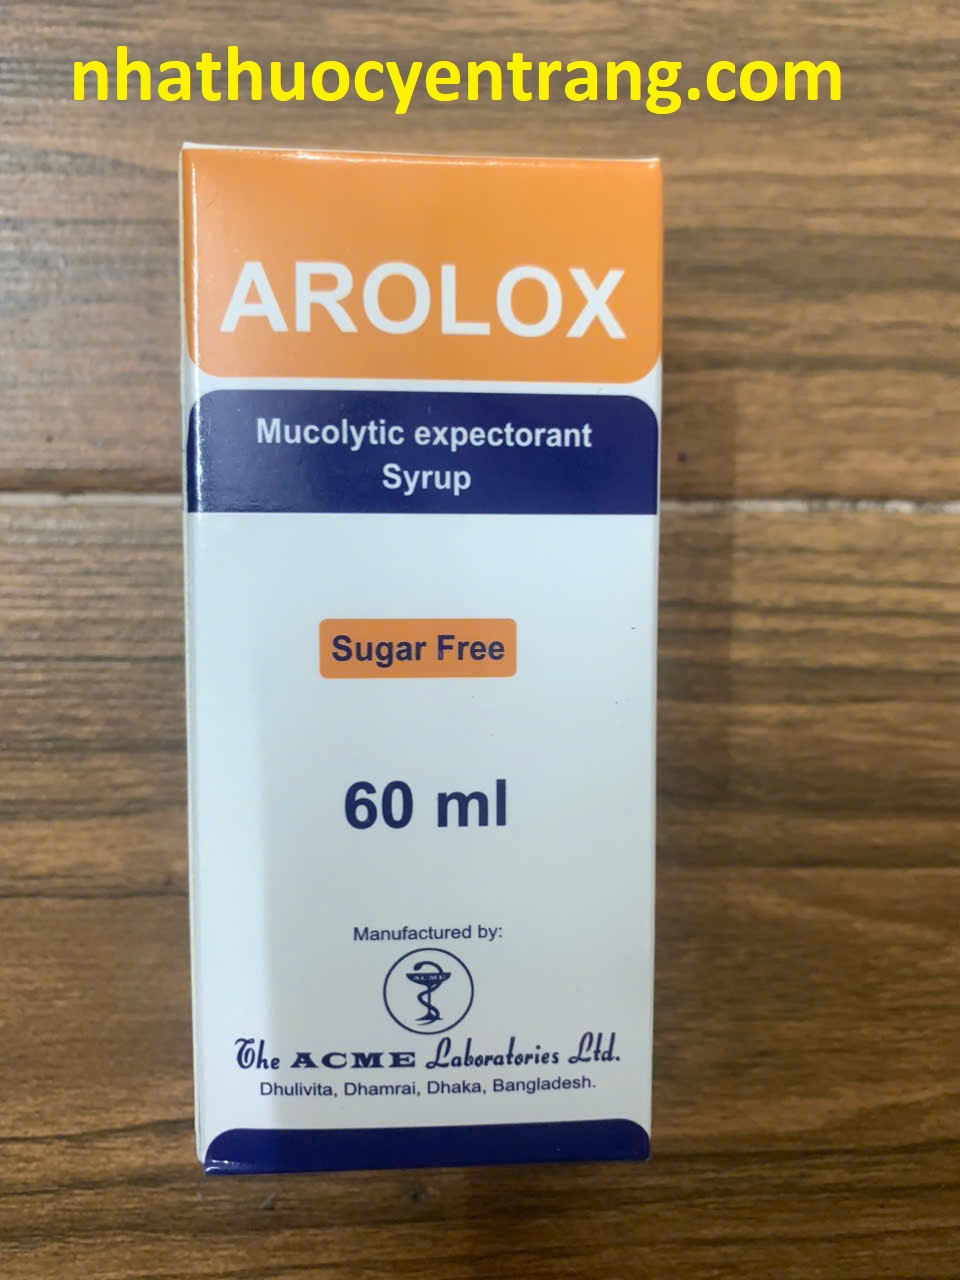 nhathuocyentrang.com
AROLOX
Mucolytic expectorant
Syrup
Sugar Free
60 ml
Manufactured by:
ACME
The ACME Laboratories Ltd.
Dhulivita, Dhamrai, Dhaka, Bangladesh.